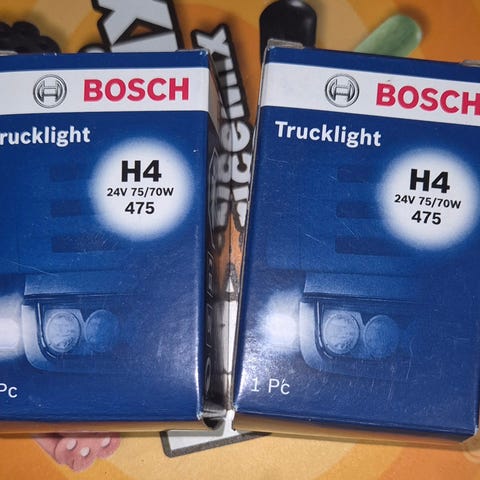 BOSCH
Trucklight
H4
24V 75/70W
475
Pc
BOSCH
Trucklight
H4
24V 75/70W
475
1 Pc